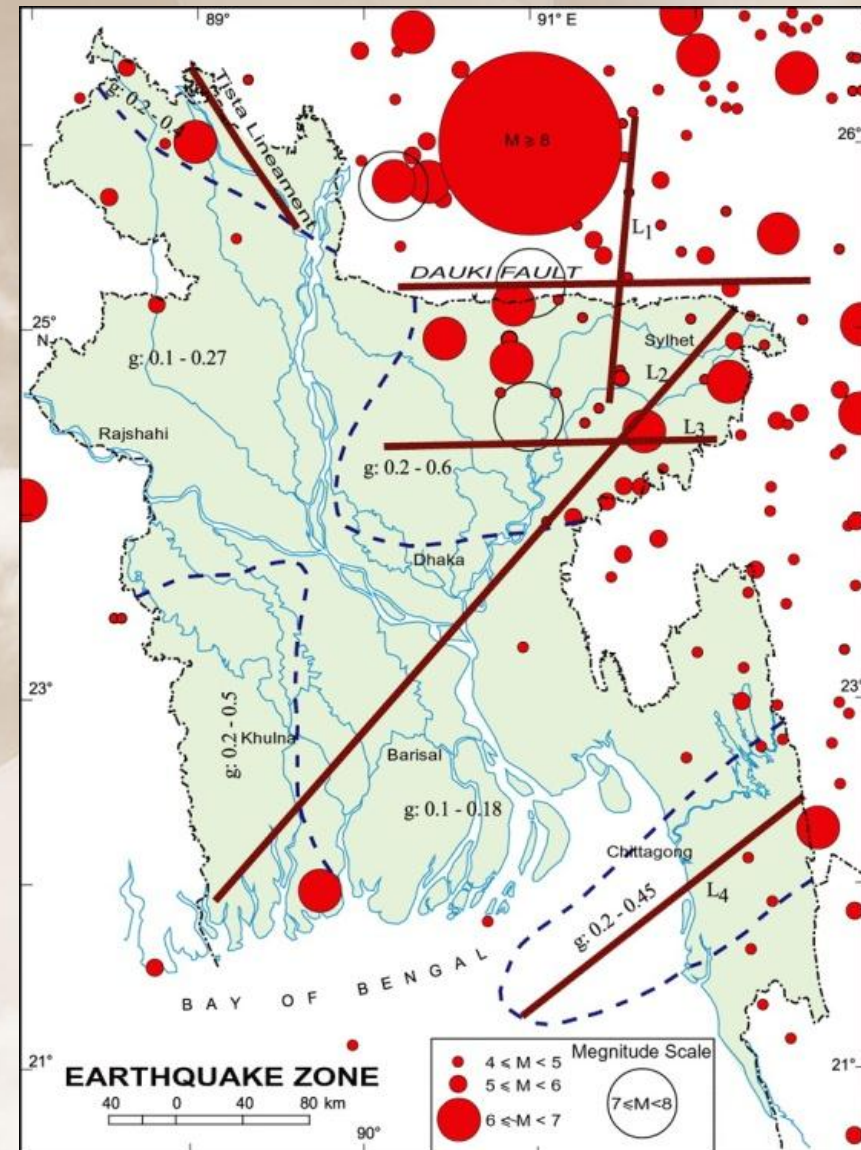 89°
91° E
Tista Lineament
g: 0.2- 0.4
M ≥ 8
26°
L1
DAUKI FAULT
25°
N
Sylhet
g: 0.1 - 0.27
L2
Rajshahi
L3
g: 0.2 - 0.6
Dhaka
23°
23°
g: 0.2 - 0.5
Khulna
Barisal
g: 0.1 - 0.18
Chittagong
L4
g: 0.2 - 0.45
BAY OF BENGAL
Megnitude Scale
4 ≤ M < 5
5 ≤ M < 6
6 ≤ M < 7
7≤M<8
21°
21°
EARTHQUAKE ZONE
40 0 40 80 km
90°
91°